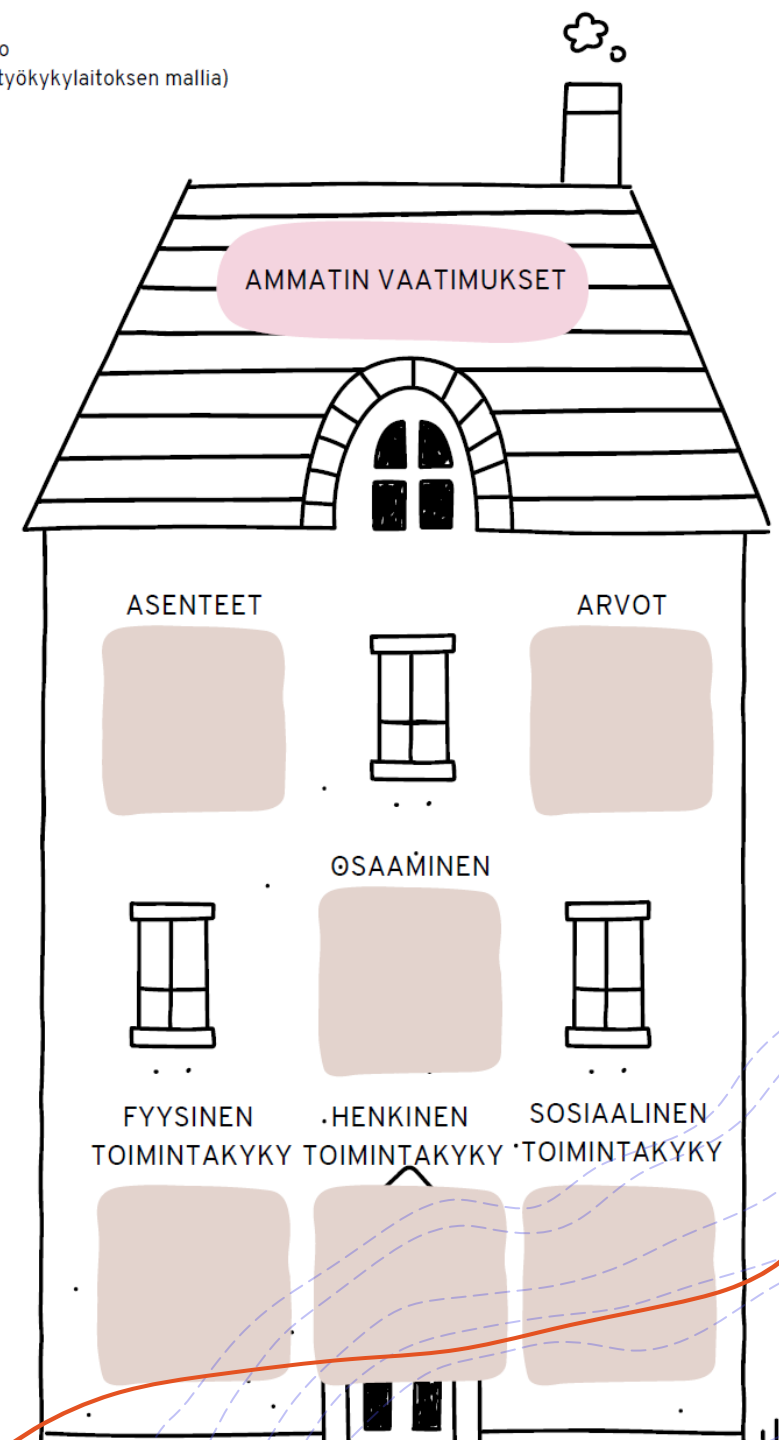 o
työkykylaitoksen mallia)
AMMATIN VAATIMUKSET
ASENTEET
ARVOT
OSAAMINEN
FYYSINEN
TOIMINTAKYKY
HENKINEN
TOIMINTAKYKY
SOSIAALINEN
TOIMINTAKYKY